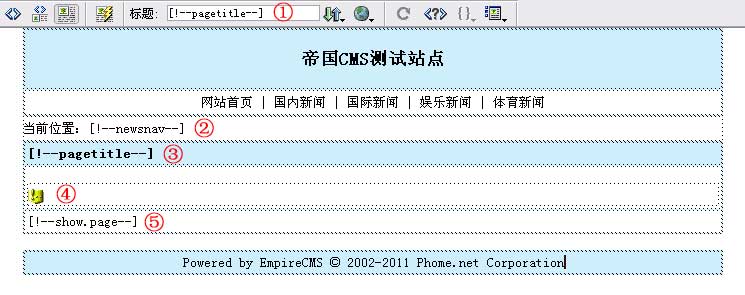 标题: [!--pagetitle--] ①
帝国CMS测试站点
网站首页 | 国内新闻 | 国际新闻 | 娱乐新闻 | 体育新闻
当前位置：[!--newsnav--] ②
[!--pagetitle--] ③
④
[!--show.page--] ⑤
Powered by EmpireCMS © 2002-2011 Phome.net Corporation